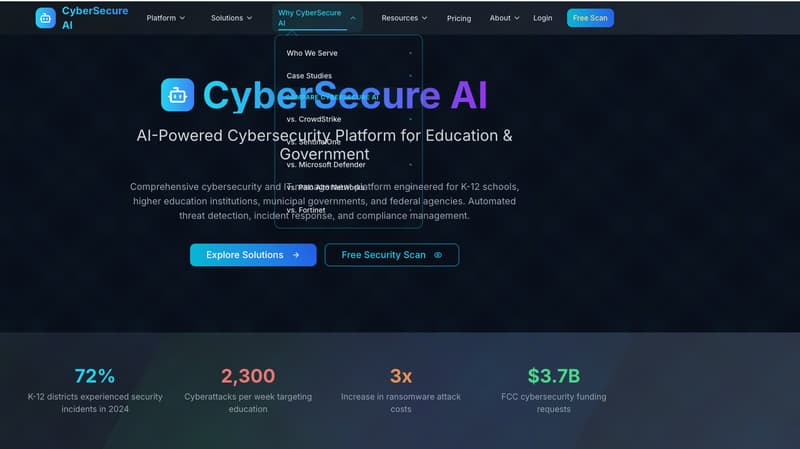 CyberSecure
AI
Platform
Solutions
Why CyberSecure
AI
Resources
Pricing
About
Login
Free Scan
Who We Serve
Case Studies
COMPARE CYBERSECURE AI
vs. CrowdStrike
vs. SentinelOne
vs. Microsoft Defender
vs. Palo Alto Networks
vs. Fortinet
CyberSecure AI
AI-Powered Cybersecurity Platform for Education &
Government
Comprehensive cybersecurity and IT management platform engineered for K-12 schools,
higher education institutions, municipal governments, and federal agencies. Automated
threat detection, incident response, and compliance management.
Explore Solutions
Free Security Scan
72%
K-12 districts experienced security
incidents in 2024
2,300
Cyberattacks per week targeting
education
3x
Increase in ransomware attack
costs
$3.7B
FCC cybersecurity funding
requests